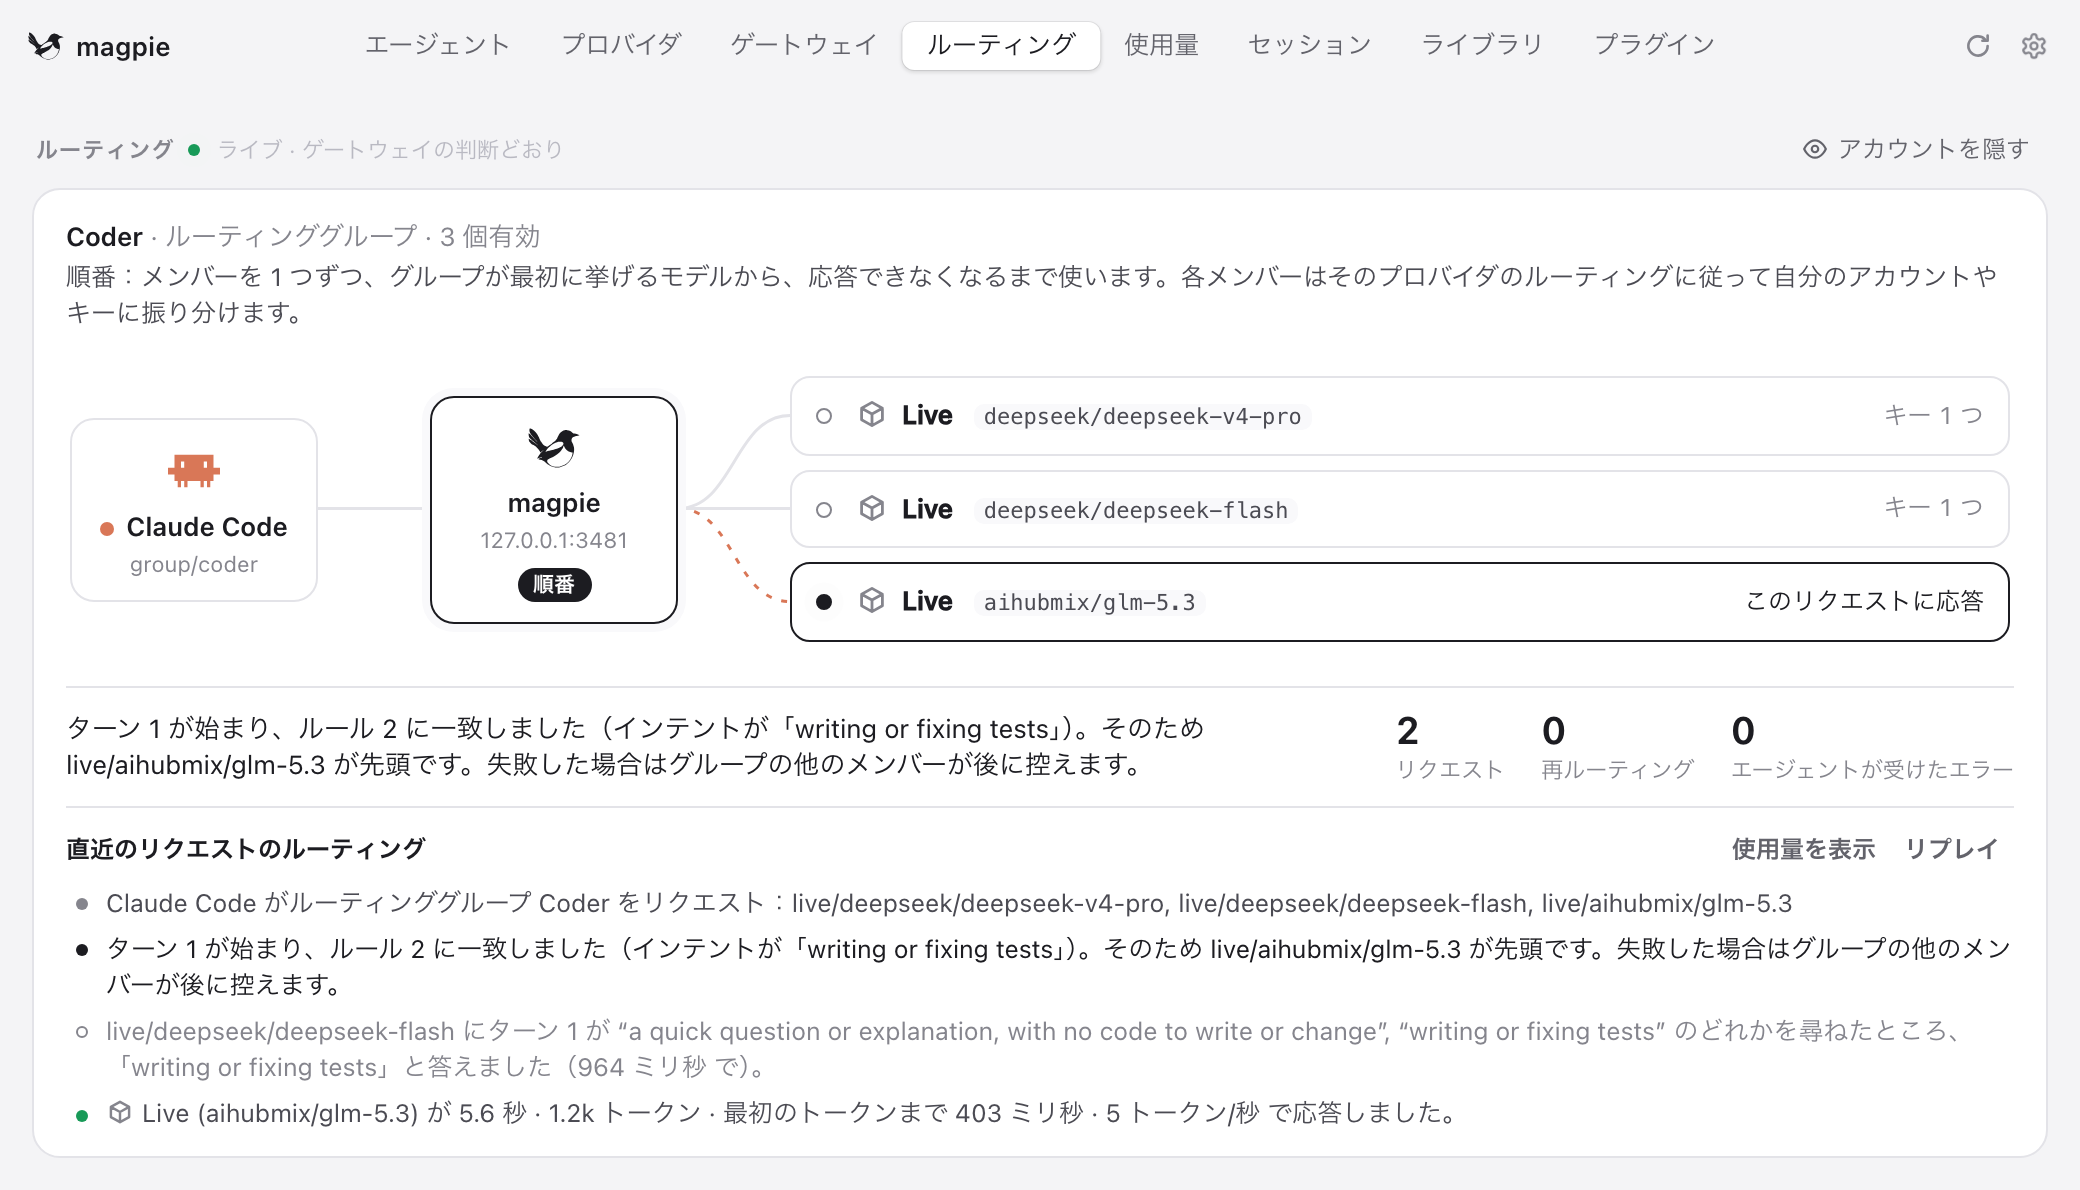 magpie
エージェント
プロバイダ
ゲートウェイ
ルーティング
使用量
セッション
ライブラリ
プラグイン
ルーティング
ライブ · ゲートウェイの判断どおり
アカウントを隠す
Coder · ルーティンググループ · 3 個有効
順番：メンバーを 1 つずつ、グループが最初に挙げるモデルから、応答できなくなるまで使います。各メンバーはそのプロバイダのルーティングに従って自分のアカウントや
キーに振り分けます。
Claude Code
group/coder
magpie
127.0.0.1:3481
順番
Live deepseek/deepseek-v4-pro キー 1 つ
Live deepseek/deepseek-flash キー 1 つ
Live aihubmix/glm-5.3 このリクエストに応答
ターン 1 が始まり、ルール 2 に一致しました（インテントが「writing or fixing tests」）。そのため
live/aihubmix/glm-5.3 が先頭です。失敗した場合はグループの他のメンバーが後に控えます。
2
リクエスト
0
再ルーティング
0
エージェントが受けたエラー
直近のリクエストのルーティング
使用量を表示
リプレイ
Claude Code がルーティンググループ Coder をリクエスト：live/deepseek/deepseek-v4-pro, live/deepseek/deepseek-flash, live/aihubmix/glm-5.3
ターン 1 が始まり、ルール 2 に一致しました（インテントが「writing or fixing tests」）。そのため live/aihubmix/glm-5.3 が先頭です。失敗した場合はグループの他のメン
バーが後に控えます。
live/deepseek/deepseek-flash にターン 1 が “a quick question or explanation, with no code to write or change”, “writing or fixing tests” のどれかを尋ねたところ、
「writing or fixing tests」と答えました（964 ミリ秒 で）。
Live (aihubmix/glm-5.3) が 5.6 秒 · 1.2k トークン · 最初のトークンまで 403 ミリ秒 · 5 トークン/秒 で応答しました。